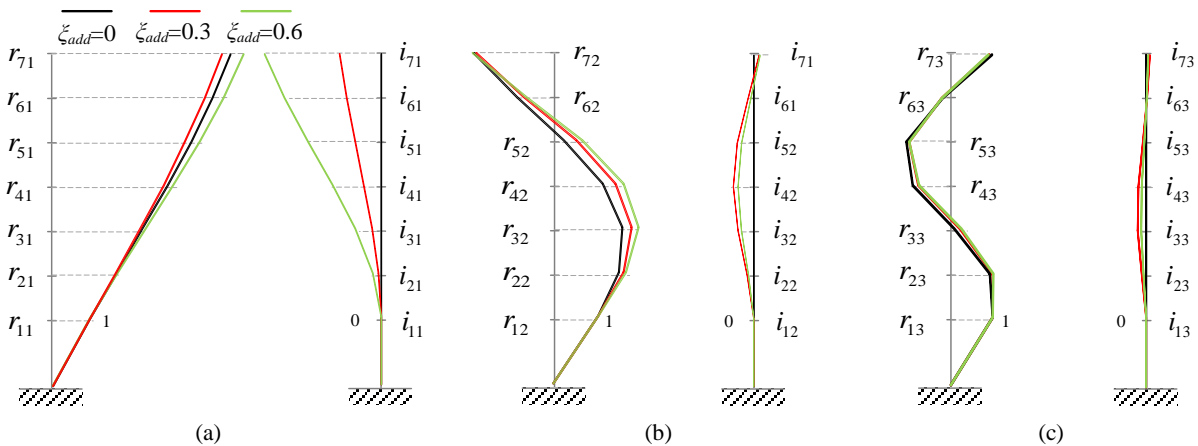 ξadd=0 ξadd=0.3 ξadd=0.6
r71 i71 r72 i71 r73 i73
r61 i61 r62 i61 r63 i63
r51 i51 r52 i52 r53 i53
r41 i41 r42 i42 r43 i43
r31 i31 r32 i32 r33 i33
r21 i21 r22 i22 r23 i23
r11 1 0 i11 r12 1 0 i12 r13 1 0 i13
(a) (b) (c)